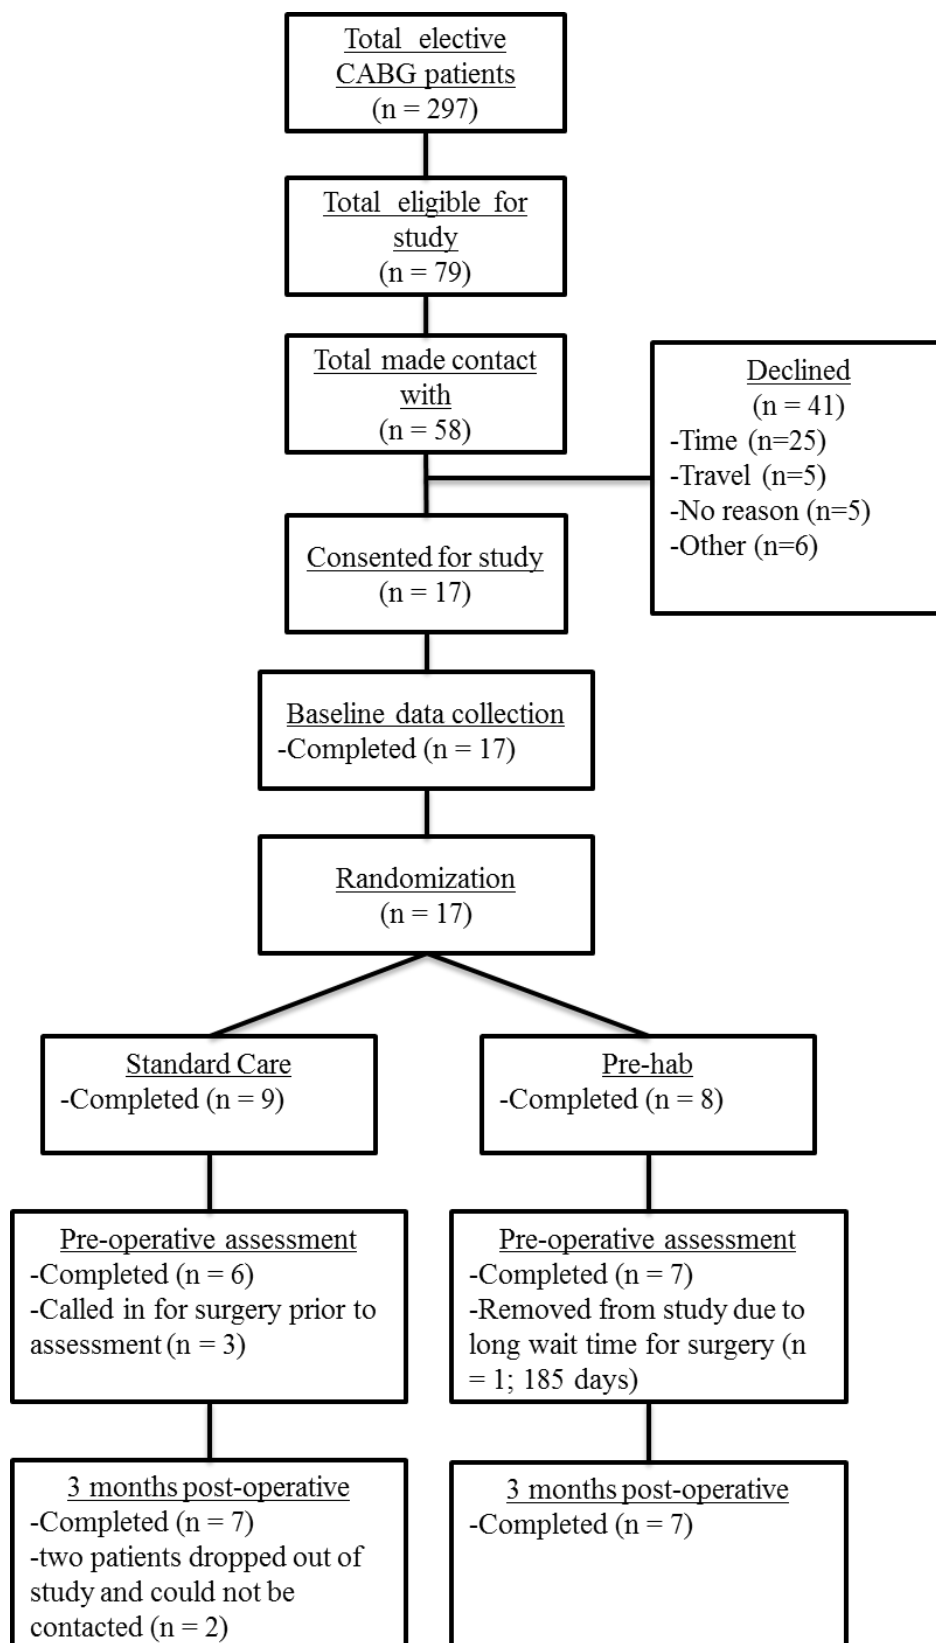 Total elective
CABG patients
(n = 297)
Total eligible for
study
(n = 79)
Total made contact
with
(n = 58)
Declined
(n = 41)
-Time (n=25)
-Travel (n=5)
-No reason (n=5)
-Other (n=6)
Consented for study
(n = 17)
Baseline data collection
-Completed (n = 17)
Randomization
(n = 17)
Standard Care
-Completed (n = 9)
Pre-hab
-Completed (n = 8)
Pre-operative assessment
-Completed (n = 6)
-Called in for surgery prior to
assessment (n = 3)
Pre-operative assessment
-Completed (n = 7)
-Removed from study due to
long wait time for surgery (n
= 1; 185 days)
3 months post-operative
-Completed (n = 7)
-two patients dropped out of
study and could not be
contacted (n = 2)
3 months post-operative
-Completed (n = 7)